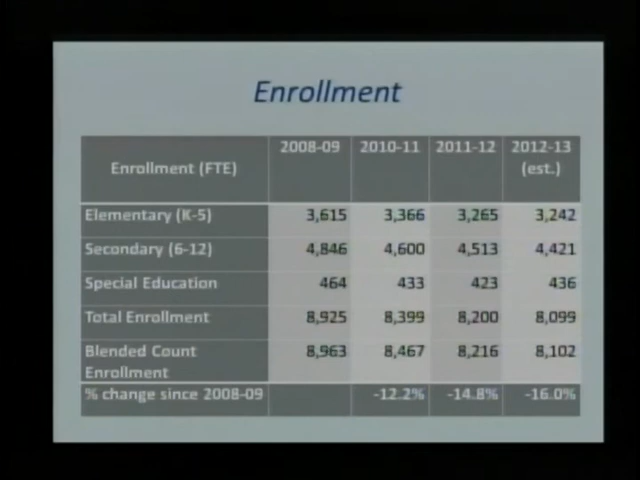 Enrollment
Enrollment (FTE) 2008-09 2010-11 2011-12 2012-13 (est.)
Elementary (K-5) 3,615 3,366 3,265 3,242
Secondary (6-12) 4,846 4,600 4,513 4,421
Special Education 464 433 423 436
Total Enrollment 8,925 8,399 8,200 8,099
Blended Count Enrollment 8,963 8,467 8,216 8,102
% change since 2008-09 -12.2% -14.8% -16.0%